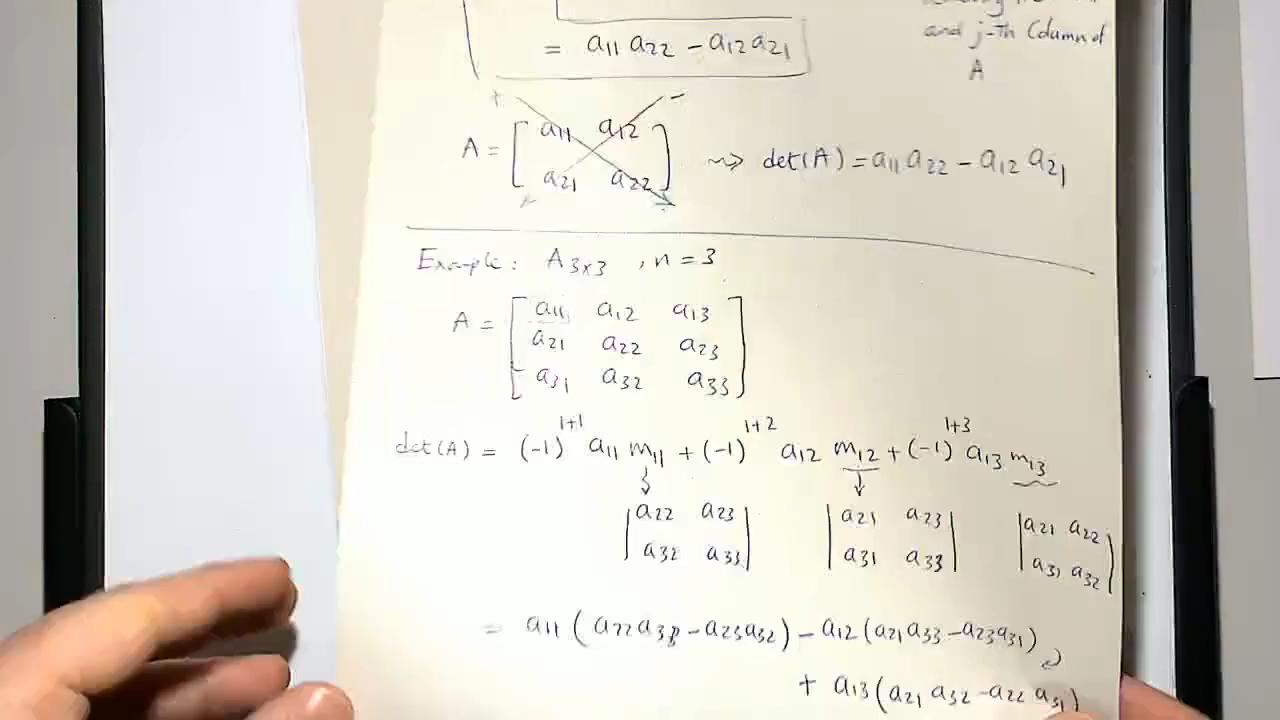 = a11 a22 - a12 a21
and j-th Column of
A
+ -
A = [ a11 a12
a21 a22 ] ⇝ det(A) = a11 a22 - a12 a21
Example: A3×3 , n = 3
A = [ a11 a12 a13
a21 a22 a23
a31 a32 a33 ]
det(A) = (-1)^1+1 a11 m11 + (-1)^1+2 a12 m12 + (-1)^1+3 a13 m13
| a22 a23 | | a21 a23 | | a21 a22 |
| a32 a33 | | a31 a33 | | a31 a32 |
= a11 (a22 a33 - a23 a32) - a12 (a21 a33 - a23 a31)
+ a13 (a21 a32 - a22 a31)